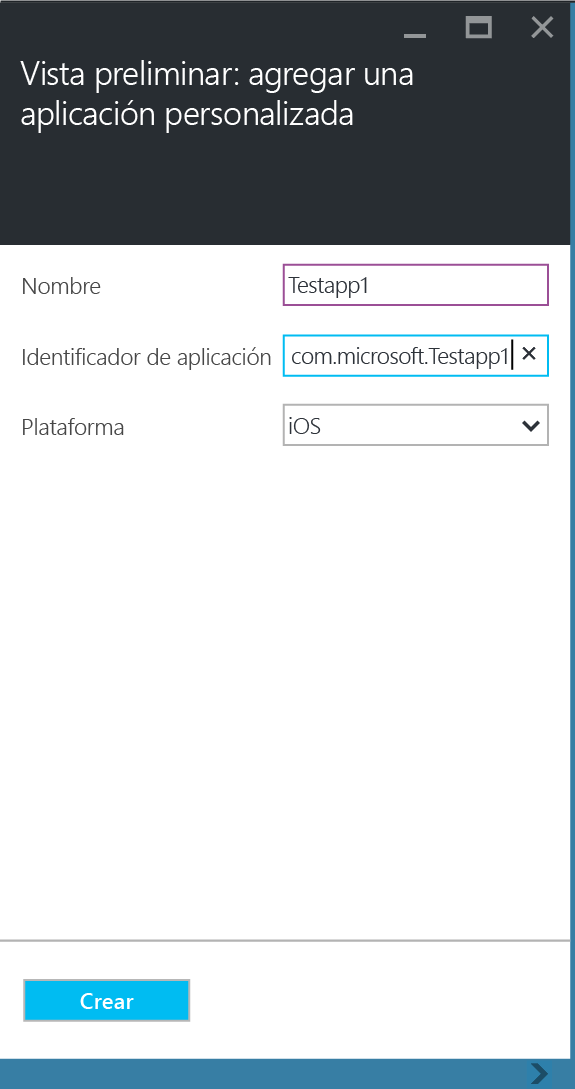 Vista preliminar: agregar una
aplicación personalizada
Nombre
Testapp1
Identificador de aplicación
com.microsoft.Testapp1
Plataforma
iOS
Crear